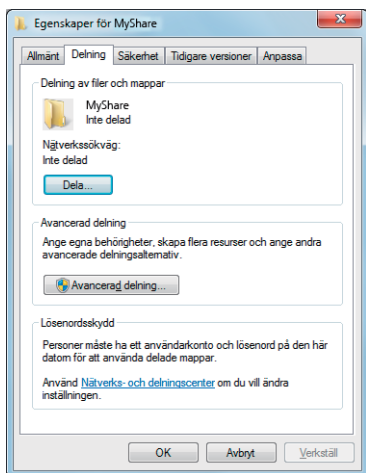 Egenskaper för MyShare
Allmänt Delning Säkerhet Tidigare versioner Anpassa
Delning av filer och mappar
MyShare
Inte delad
Nätverkssökväg:
Inte delad
Dela...
Avancerad delning
Ange egna behörigheter, skapa flera resurser och ange andra
avancerade delningsalternativ.
Avancerad delning...
Lösenordsskydd
Personer måste ha ett användarkonto och lösenord på den här
datorn för att använda delade mappar.
Använd Nätverks- och delningscenter om du vill ändra
inställningen.
OK Avbryt Verkställ